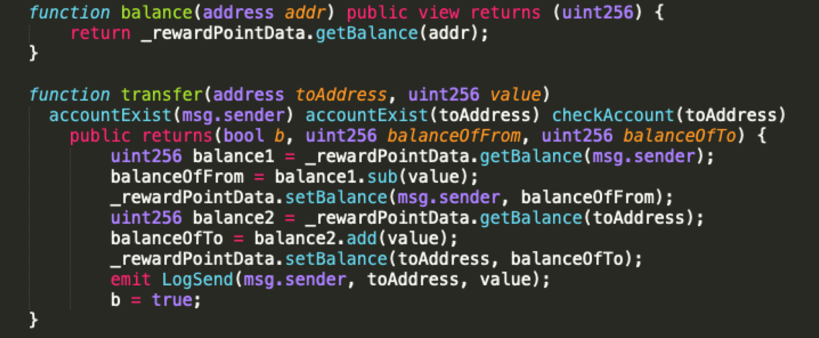 function balance(address addr) public view returns (uint256) {
    return _rewardPointData.getBalance(addr);
}

function transfer(address toAddress, uint256 value)
  accountExist(msg.sender) accountExist(toAddress) checkAccount(toAddress)
    public returns(bool b, uint256 balanceOfFrom, uint256 balanceOfTo) {
        uint256 balance1 = _rewardPointData.getBalance(msg.sender);
        balanceOfFrom = balance1.sub(value);
        _rewardPointData.setBalance(msg.sender, balanceOfFrom);
        uint256 balance2 = _rewardPointData.getBalance(toAddress);
        balanceOfTo = balance2.add(value);
        _rewardPointData.setBalance(toAddress, balanceOfTo);
        emit LogSend(msg.sender, toAddress, value);
        b = true;
}